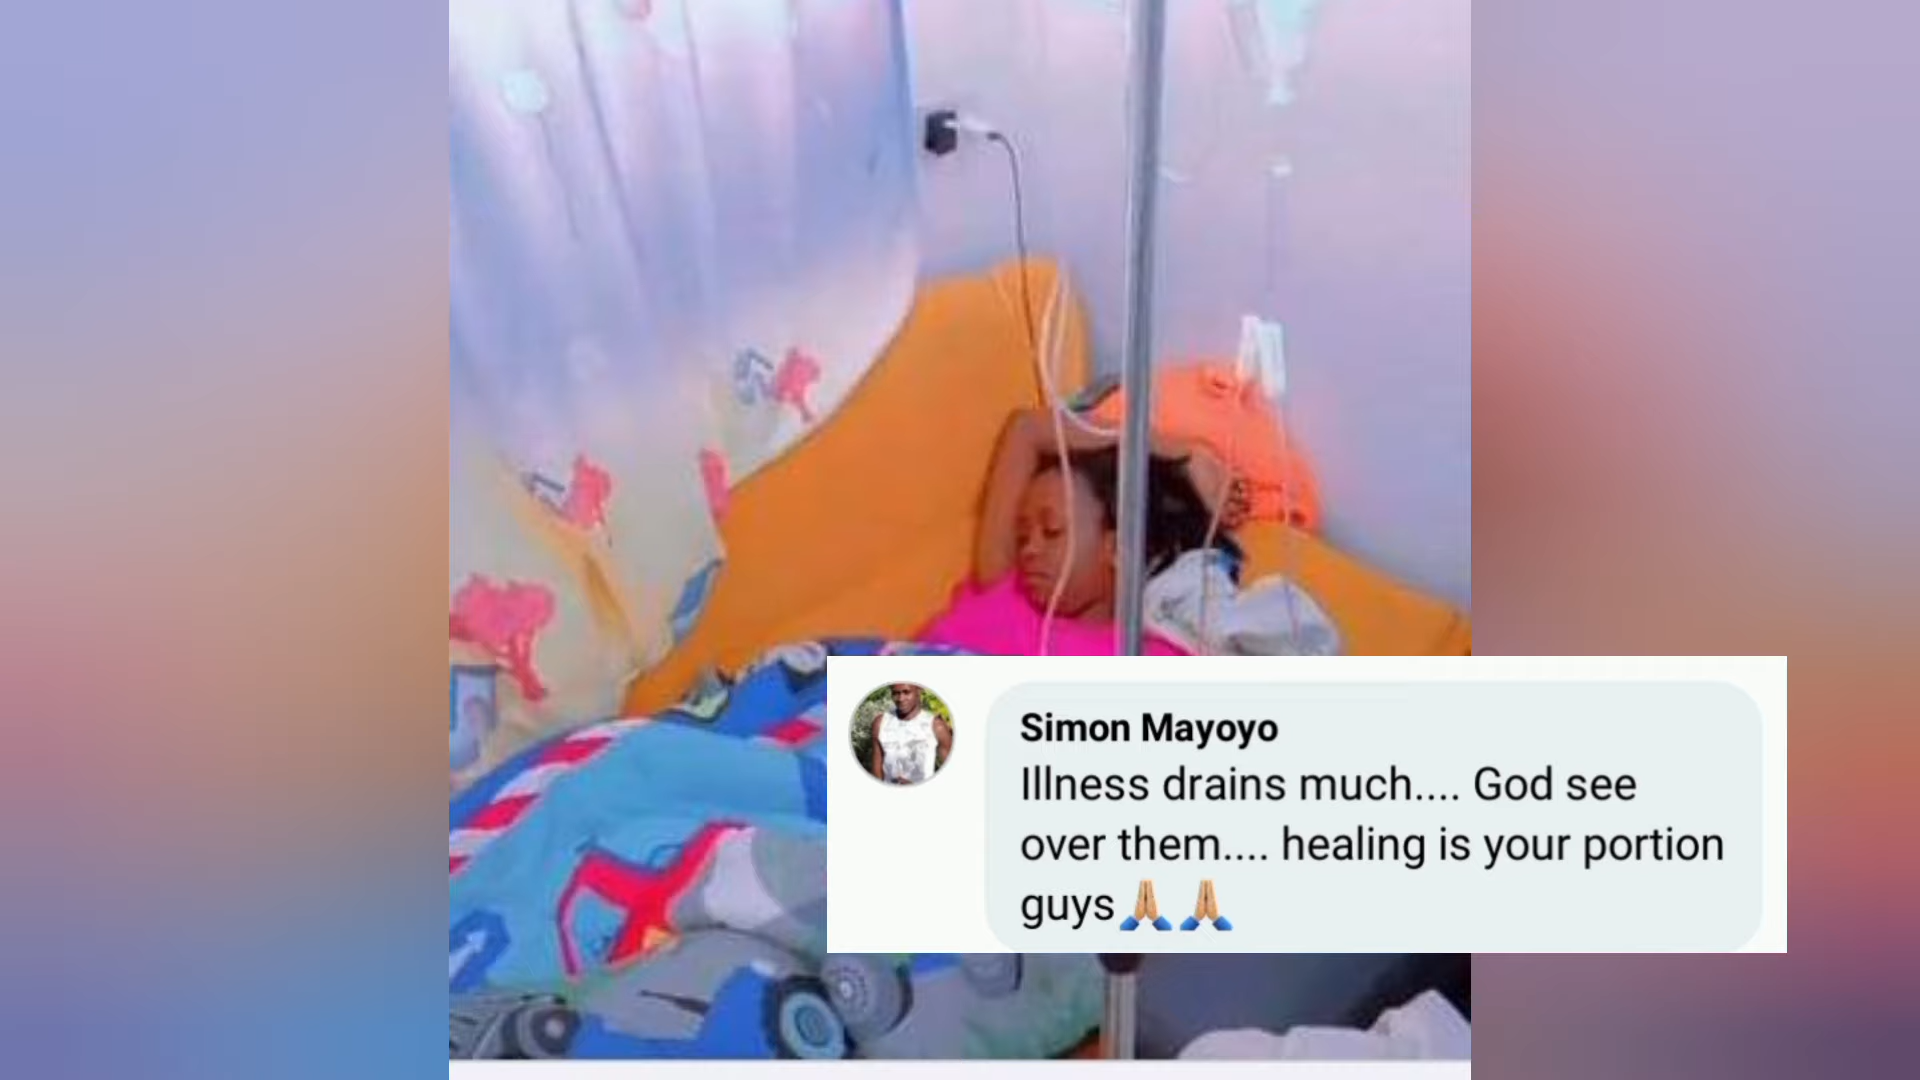 Simon Mayoyo
Illness drains much.... God see
over them.... healing is your portion
guys🙏🏽🙏🏽